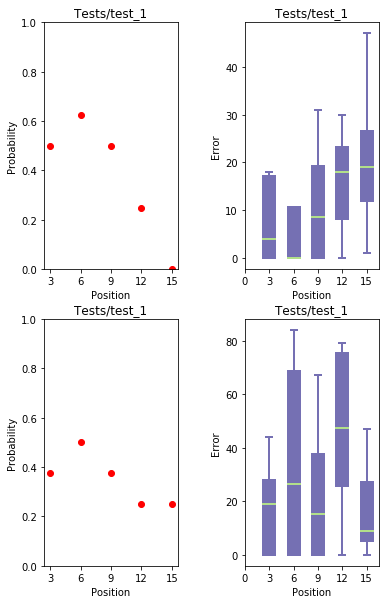 Tests/test_1
1.0
0.8
0.6
0.4
0.2
0.0
Probability
3 6 9 12 15
Position
Tests/test_1
40
30
20
10
0
Error
0 3 6 9 12 15
Position
Tests/test_1
1.0
0.8
0.6
0.4
0.2
0.0
Probability
3 6 9 12 15
Position
Tests/test_1
80
60
40
20
0
Error
0 3 6 9 12 15
Position